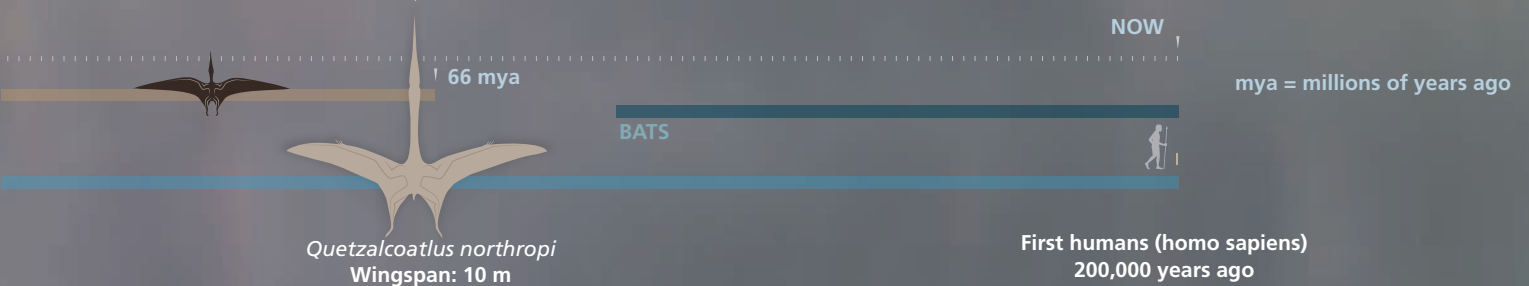 NOW
66 mya
mya = millions of years ago
BATS
Quetzalcoatlus northropi
Wingspan: 10 m
First humans (homo sapiens)
200,000 years ago